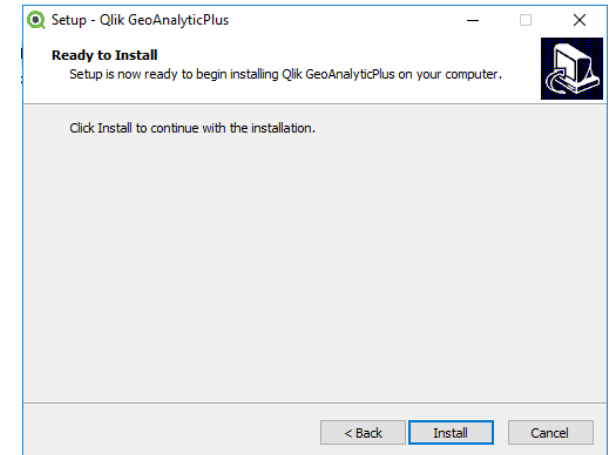 Setup - Qlik GeoAnalyticPlus
Ready to Install
Setup is now ready to begin installing Qlik GeoAnalyticPlus on your computer.
Click Install to continue with the installation.
< Back Install Cancel